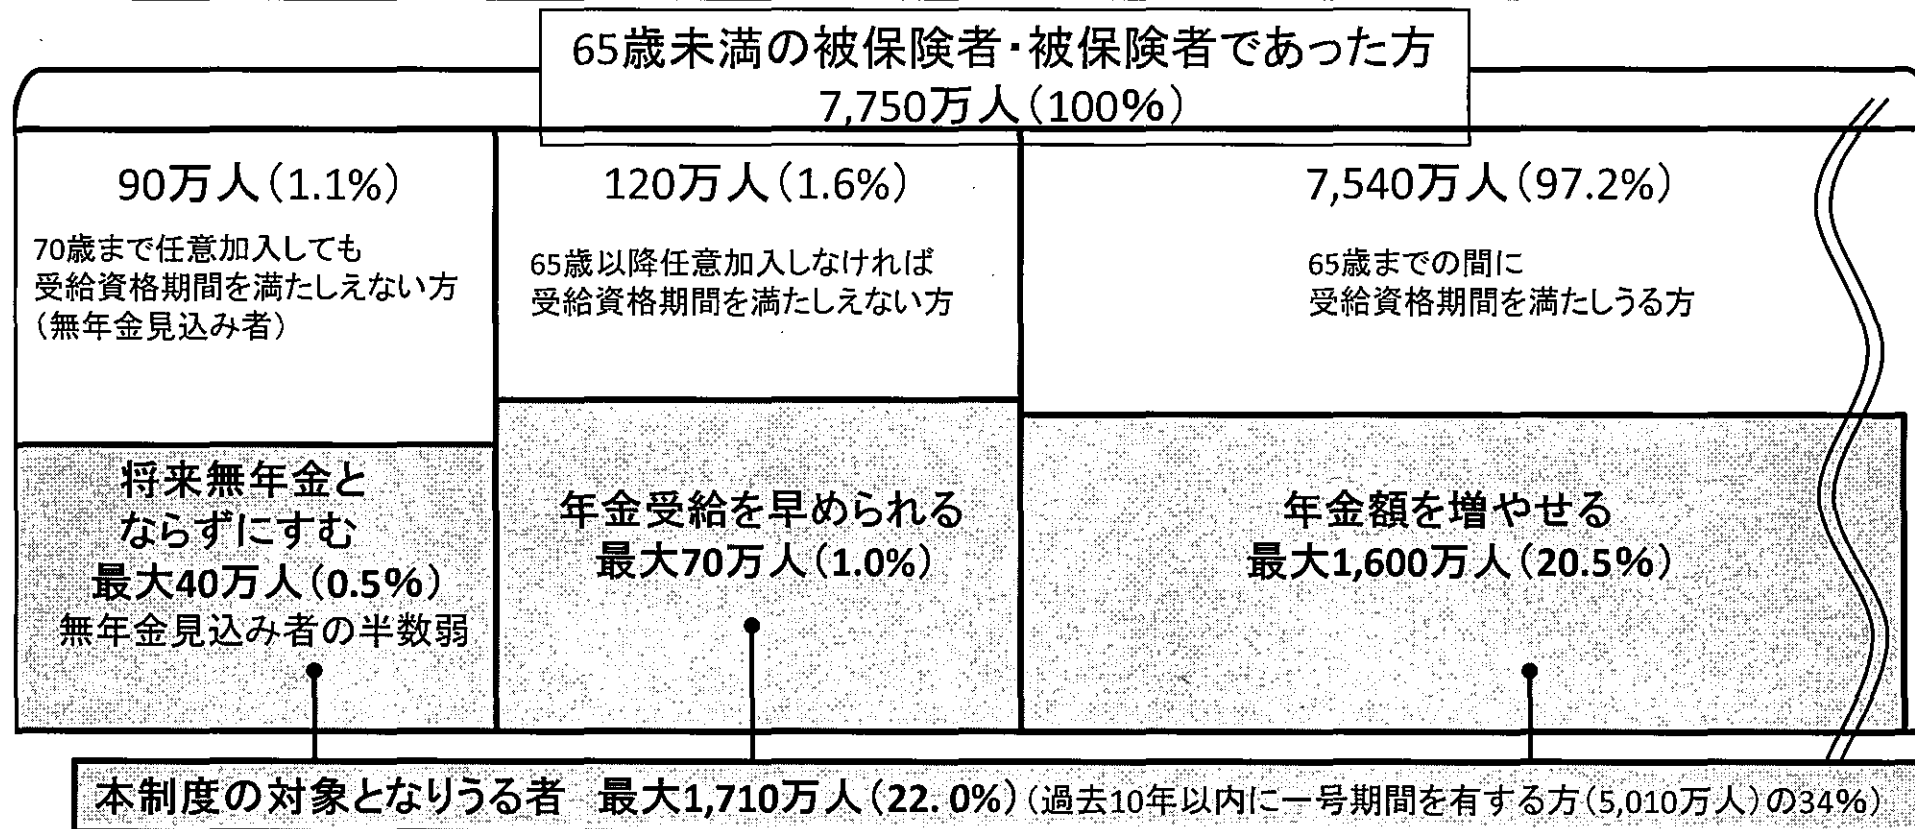 65歳未満の被保険者・被保険者であった方
7,750万人(100%)
90万人(1.1%)
70歳まで任意加入しても
受給資格期間を満たしえない方
(無年金見込み者)
将来無年金と
ならずにすむ
最大40万人(0.5%)
無年金見込み者の半数弱
120万人(1.6%)
65歳以降任意加入しなければ
受給資格期間を満たしえない方
年金受給を早められる
最大70万人(1.0%)
7,540万人(97.2%)
65歳までの間に
受給資格期間を満たしうる方
年金額を増やせる
最大1,600万人(20.5%)
本制度の対象となりうる者 最大1,710万人(22.0%)(過去10年以内に一号期間を有する方(5,010万人)の34%)